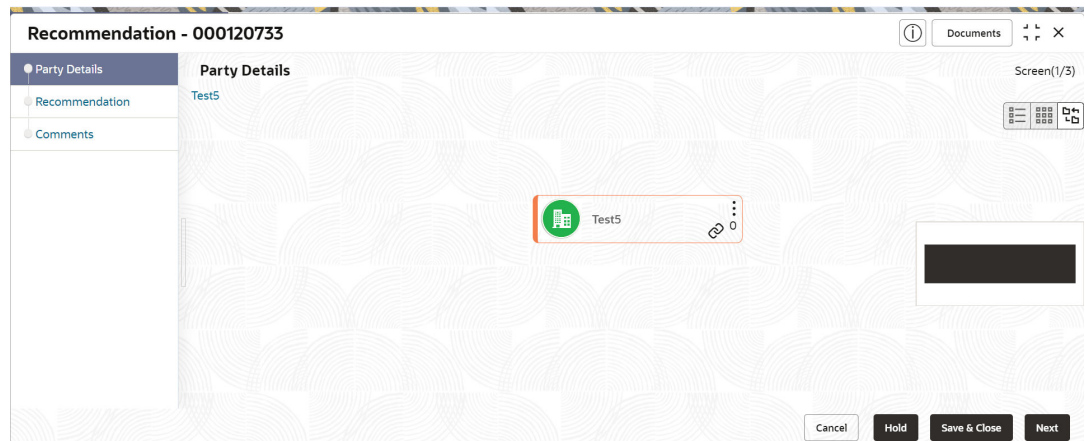 Recommendation - 000120733
Documents
Party Details
Recommendation
Comments
Party Details
Screen(1/3)
Test5
Test5
0
Cancel
Hold
Save & Close
Next